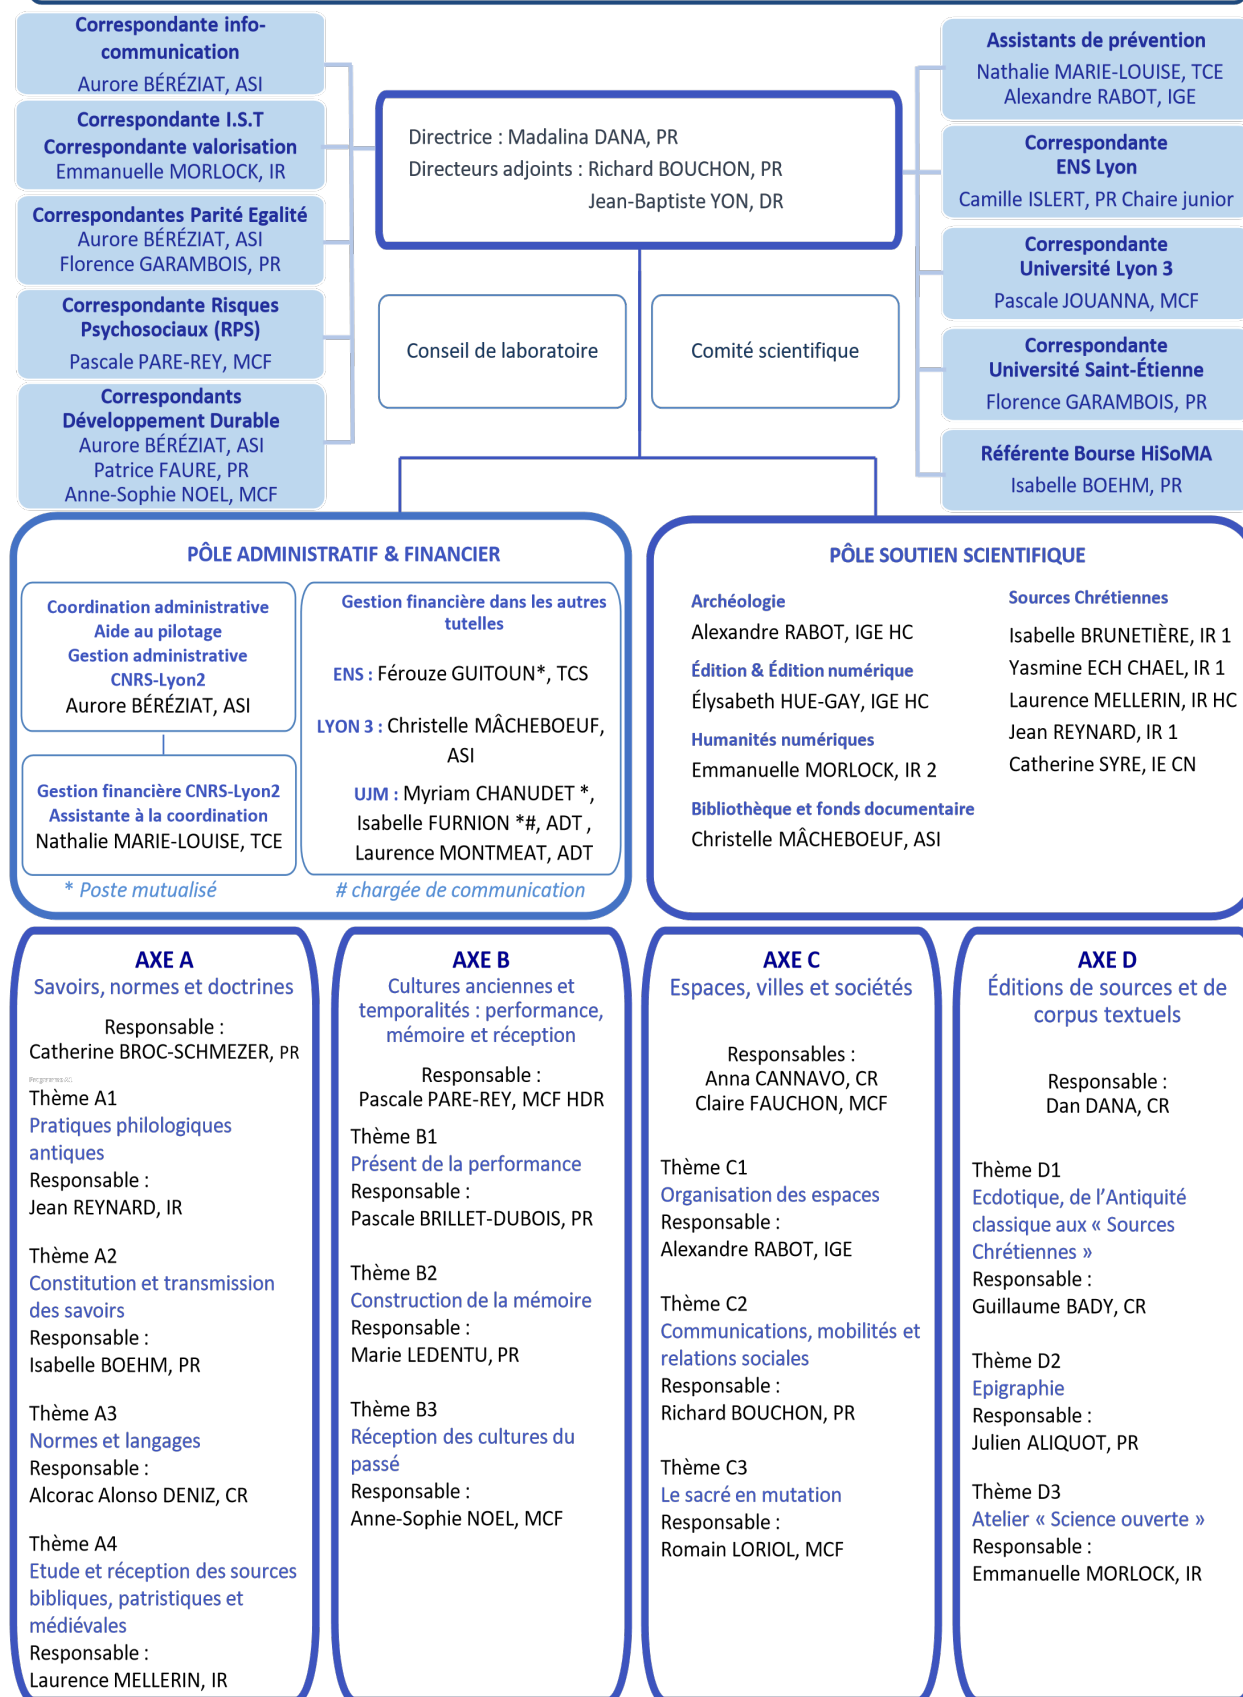 Correspondante info-
communication
Aurore BÉRÉZIAT, ASI
Correspondante I.S.T
Correspondante valorisation
Emmanuelle MORLOCK, IR
Correspondantes Parité Egalité
Aurore BÉRÉZIAT, ASI
Florence GARAMBOIS, PR
Correspondante Risques
Psychosociaux (RPS)
Pascale PARE-REY, MCF
Correspondants
Développement Durable
Aurore BÉRÉZIAT, ASI
Patrice FAURE, PR
Anne-Sophie NOEL, MCF
Directrice : Madalina DANA, PR
Directeurs adjoints : Richard BOUCHON, PR
Jean-Baptiste YON, DR
Conseil de laboratoire
Comité scientifique
Assistants de prévention
Nathalie MARIE-LOUISE, TCE
Alexandre RABOT, IGE
Correspondante
ENS Lyon
Camille ISLERT, PR Chaire junior
Correspondante
Université Lyon 3
Pascale JOUANNA, MCF
Correspondante
Université Saint-Étienne
Florence GARAMBOIS, PR
Référente Bourse HiSoMA
Isabelle BOEHM, PR
PÔLE ADMINISTRATIF & FINANCIER
Coordination administrative
Aide au pilotage
Gestion administrative
CNRS-Lyon2
Aurore BÉRÉZIAT, ASI
Gestion financière CNRS-Lyon2
Assistante à la coordination
Nathalie MARIE-LOUISE, TCE
* Poste mutualisé
Gestion financière dans les autres
tutelles
ENS : Férouze GUITOUN*, TCS
LYON 3 : Christelle MÂCHEBOEUF,
ASI
UJM : Myriam CHANUDET *,
Isabelle FURNION *#, ADT ,
Laurence MONTMEAT, ADT
# chargée de communication
PÔLE SOUTIEN SCIENTIFIQUE
Archéologie
Alexandre RABOT, IGE HC
Édition & Édition numérique
Élysabeth HUE-GAY, IGE HC
Humanités numériques
Emmanuelle MORLOCK, IR 2
Bibliothèque et fonds documentaire
Christelle MÂCHEBOEUF, ASI
Sources Chrétiennes
Isabelle BRUNETIÈRE, IR 1
Yasmine ECH CHAEL, IR 1
Laurence MELLERIN, IR HC
Jean REYNARD, IR 1
Catherine SYRE, IE CN
AXE A
Savoirs, normes et doctrines
Responsable :
Catherine BROC-SCHMEZER, PR
Thème A1
Pratiques philologiques
antiques
Responsable :
Jean REYNARD, IR
Thème A2
Constitution et transmission
des savoirs
Responsable :
Isabelle BOEHM, PR
Thème A3
Normes et langages
Responsable :
Alcorac Alonso DENIZ, CR
Thème A4
Etude et réception des sources
bibliques, patristiques et
médiévales
Responsable :
Laurence MELLERIN, IR
AXE B
Cultures anciennes et
temporalités : performance,
mémoire et réception
Responsable :
Pascale PARE-REY, MCF HDR
Thème B1
Présent de la performance
Responsable :
Pascale BRILLET-DUBOIS, PR
Thème B2
Construction de la mémoire
Responsable :
Marie LEDENTU, PR
Thème B3
Réception des cultures du
passé
Responsable :
Anne-Sophie NOEL, MCF
AXE C
Espaces, villes et sociétés
Responsables :
Anna CANNAVO, CR
Claire FAUCHON, MCF
Thème C1
Organisation des espaces
Responsable :
Alexandre RABOT, IGE
Thème C2
Communications, mobilités et
relations sociales
Responsable :
Richard BOUCHON, PR
Thème C3
Le sacré en mutation
Responsable :
Romain LORIOL, MCF
AXE D
Éditions de sources et de
corpus textuels
Responsable :
Dan DANA, CR
Thème D1
Ecdotique, de l’Antiquité
classique aux « Sources
Chrétiennes »
Responsable :
Guillaume BADY, CR
Thème D2
Epigraphie
Responsable :
Julien ALIQUOT, PR
Thème D3
Atelier « Science ouverte »
Responsable :
Emmanuelle MORLOCK, IR